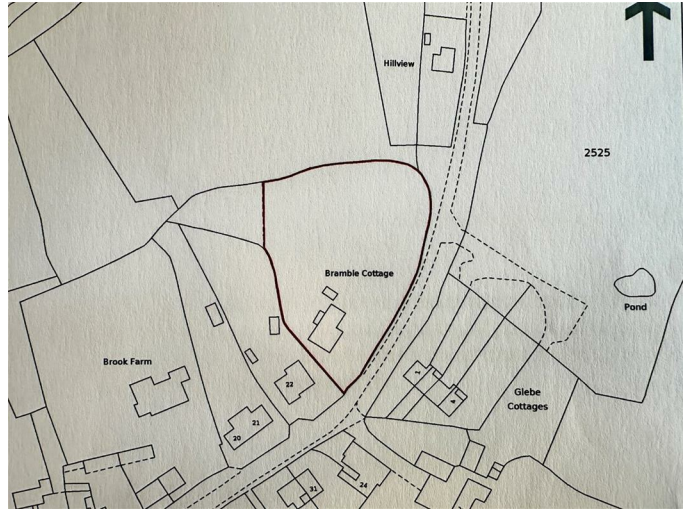 Hillview
2525
Bramble Cottage
Pond
Brook Farm
1
22
4
Glebe
Cottages
21
20
31
24